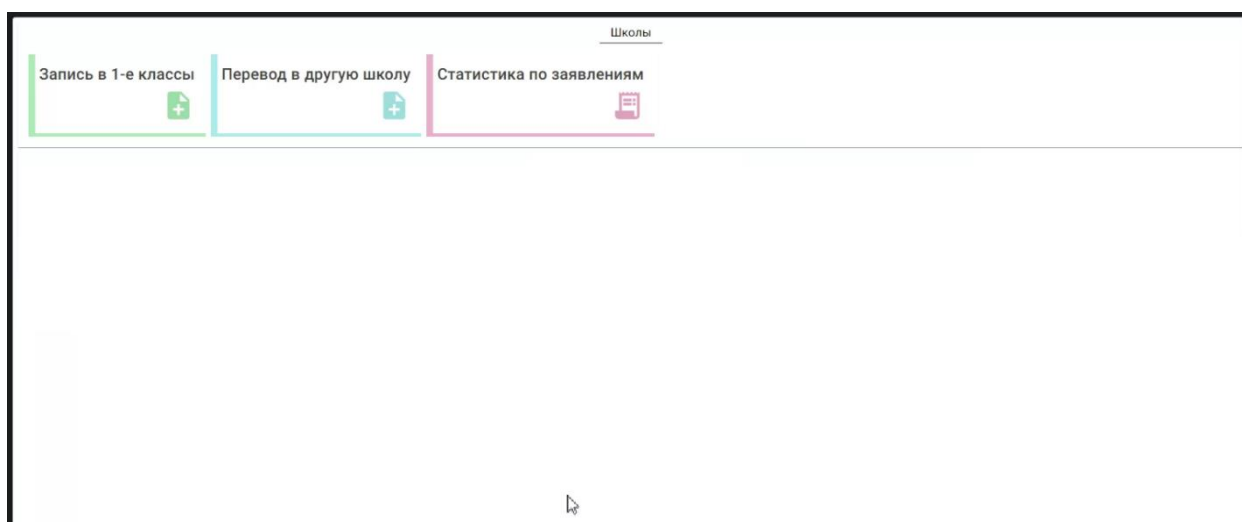 Школы
Запись в 1-е классы
Перевод в другую школу
Статистика по заявлениям